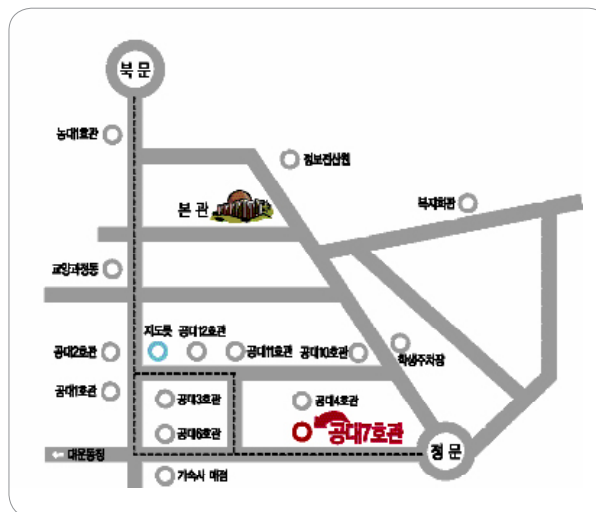 북 문
농대1호관
정보전산원
본 관
복지회관
교양과정동
지도못
공대12호관
공대2호관
공대11호관
공대10호관
학생주차장
공대1호관
공대3호관
공대4호관
공대6호관
공대7호관
정 문
← 대운동장
기숙사 매점